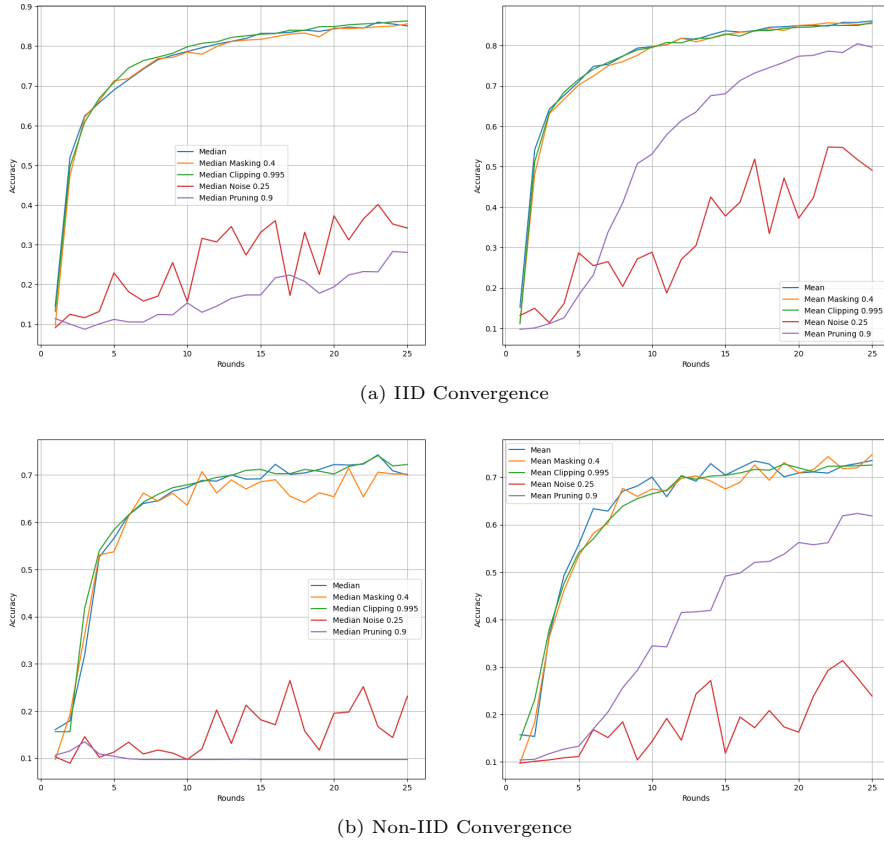 0.9
0.8
0.7
0.6
0.5
0.4
0.3
0.2
0.1
Accuracy
Median
Median Masking 0.4
Median Clipping 0.995
Median Noise 0.25
Median Pruning 0.9
0 5 10 15 20 25
Rounds
0.8
0.7
0.6
0.5
0.4
0.3
0.2
0.1
Accuracy
Mean
Mean Masking 0.4
Mean Clipping 0.995
Mean Noise 0.25
Mean Pruning 0.9
0 5 10 15 20 25
Rounds
(a) IID Convergence
0.7
0.6
0.5
0.4
0.3
0.2
0.1
Accuracy
Median
Median Masking 0.4
Median Clipping 0.995
Median Noise 0.25
Median Pruning 0.9
0 5 10 15 20 25
Rounds
0.7
0.6
0.5
0.4
0.3
0.2
0.1
Accuracy
Mean
Mean Masking 0.4
Mean Clipping 0.995
Mean Noise 0.25
Mean Pruning 0.9
0 5 10 15 20 25
Rounds
(b) Non-IID Convergence